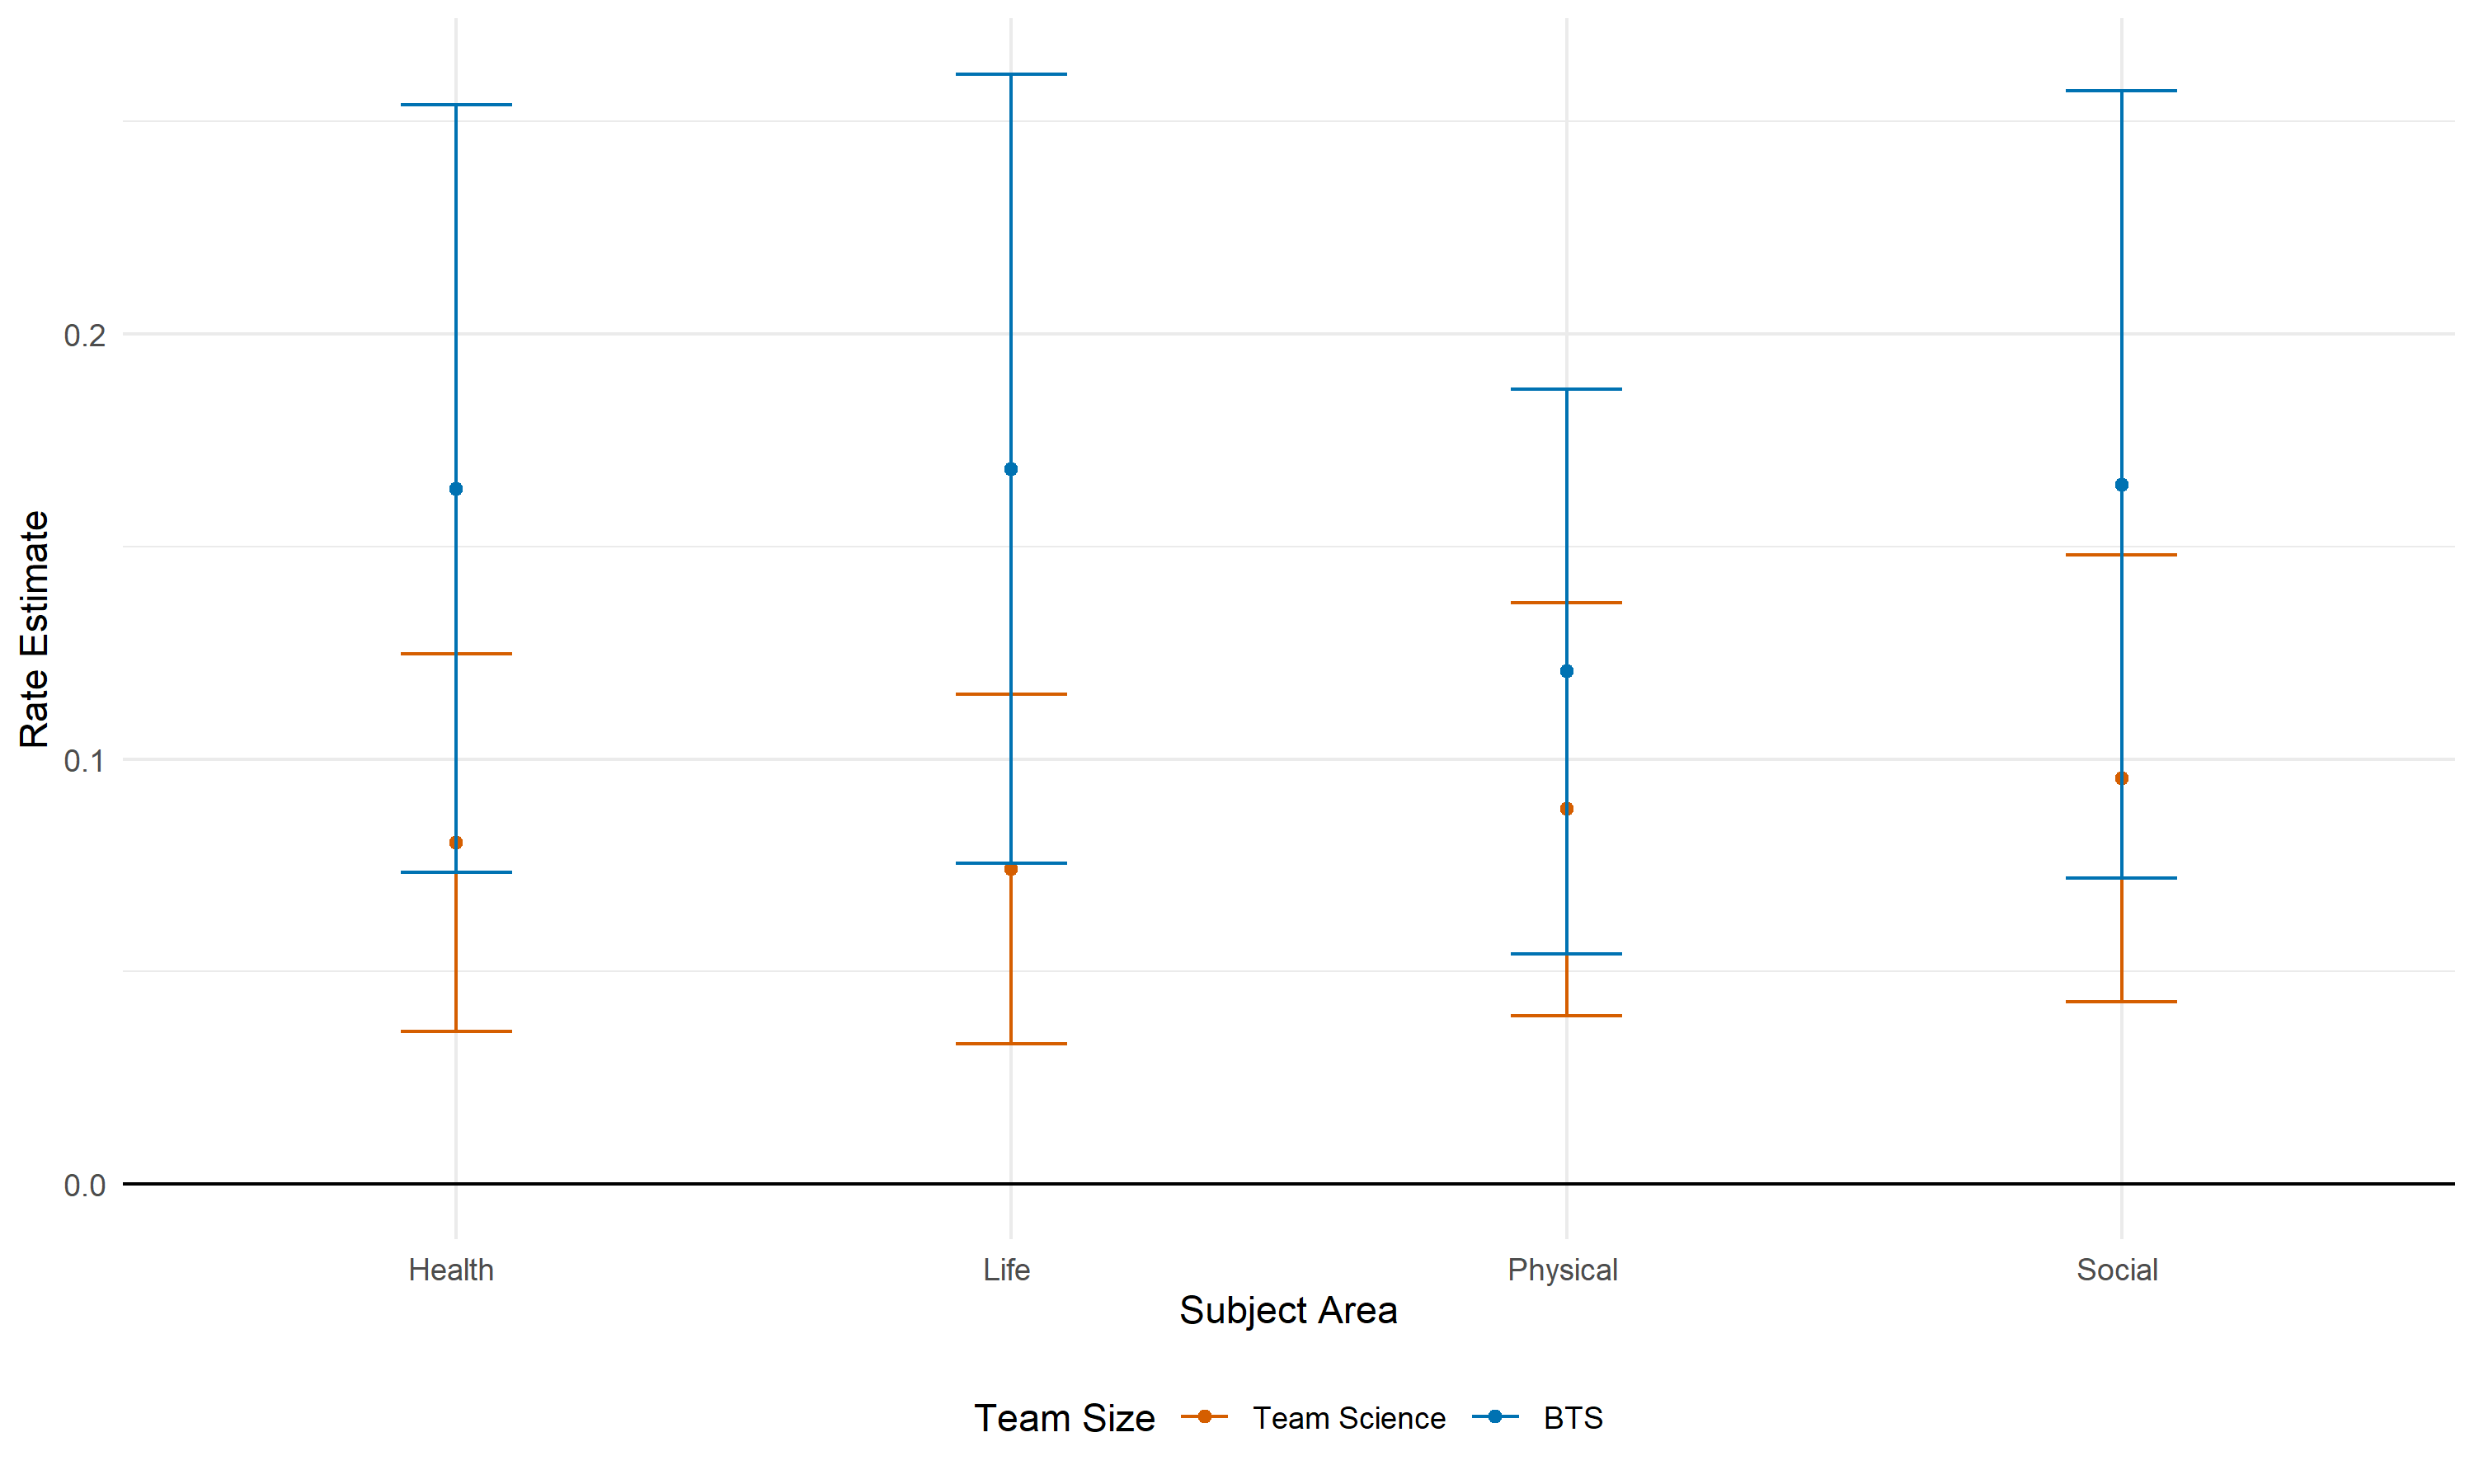 Rate Estimate
0.2
0.1
0.0
Health Life Physical Social
Subject Area
Team Size Team Science BTS